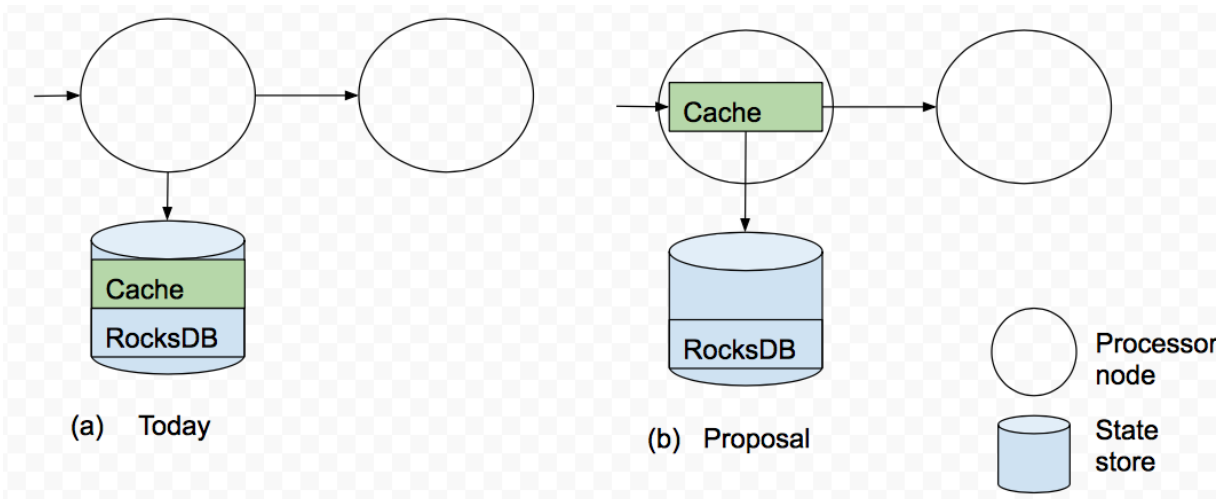 Cache
RocksDB
(a) Today
Cache
RocksDB
(b) Proposal
Processor
node
State
store